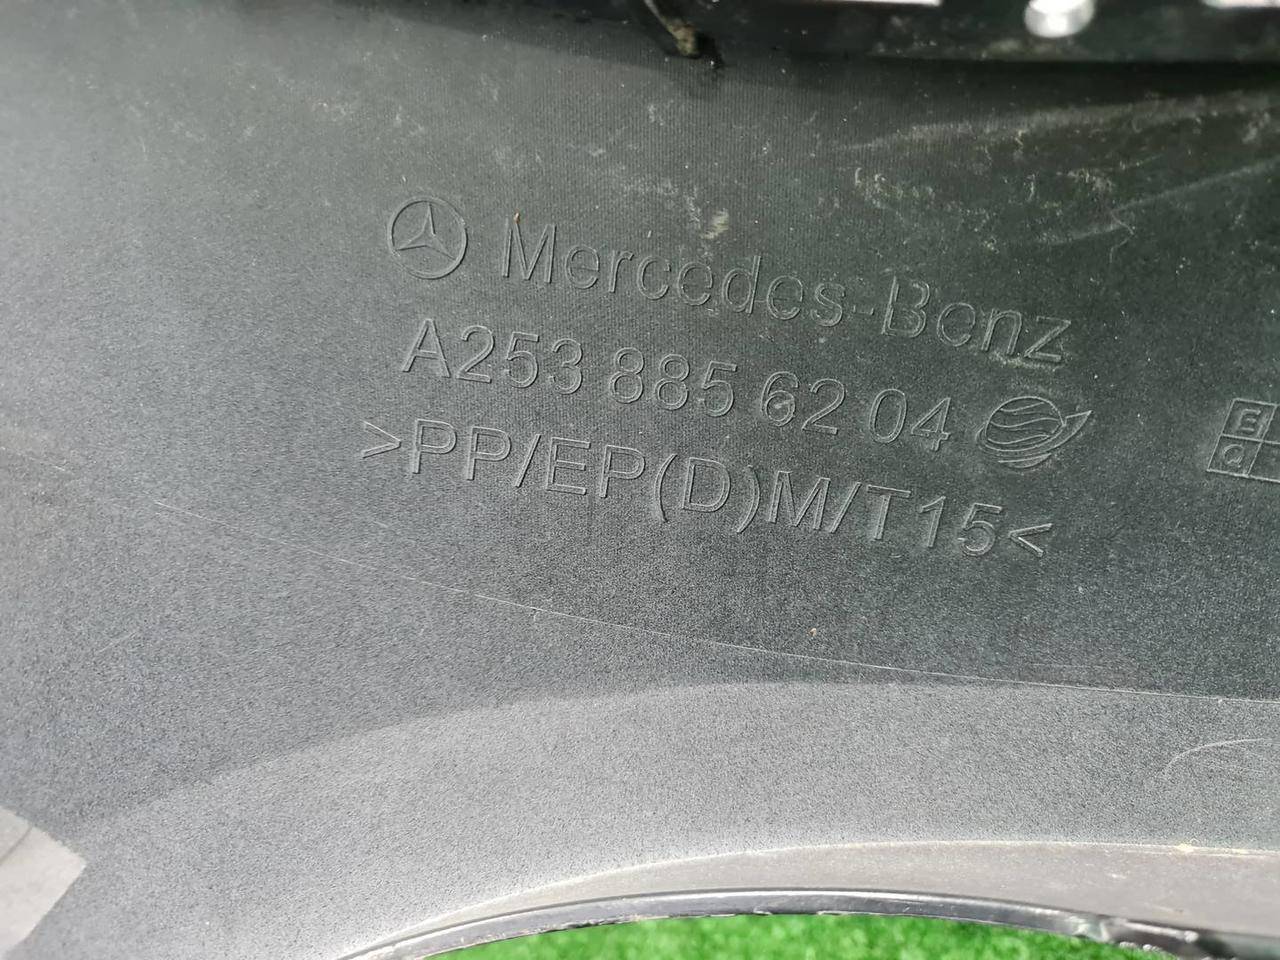 Mercedes-Benz
A253 885 62 04
>PP/EP(D)M/T15<
E
Q